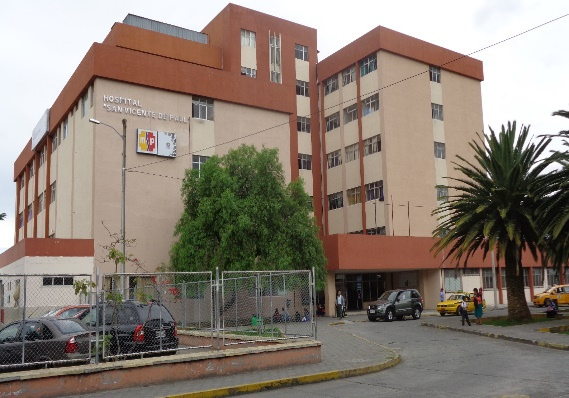 HOSPITAL
"SAN VICENTE DE PAUL"